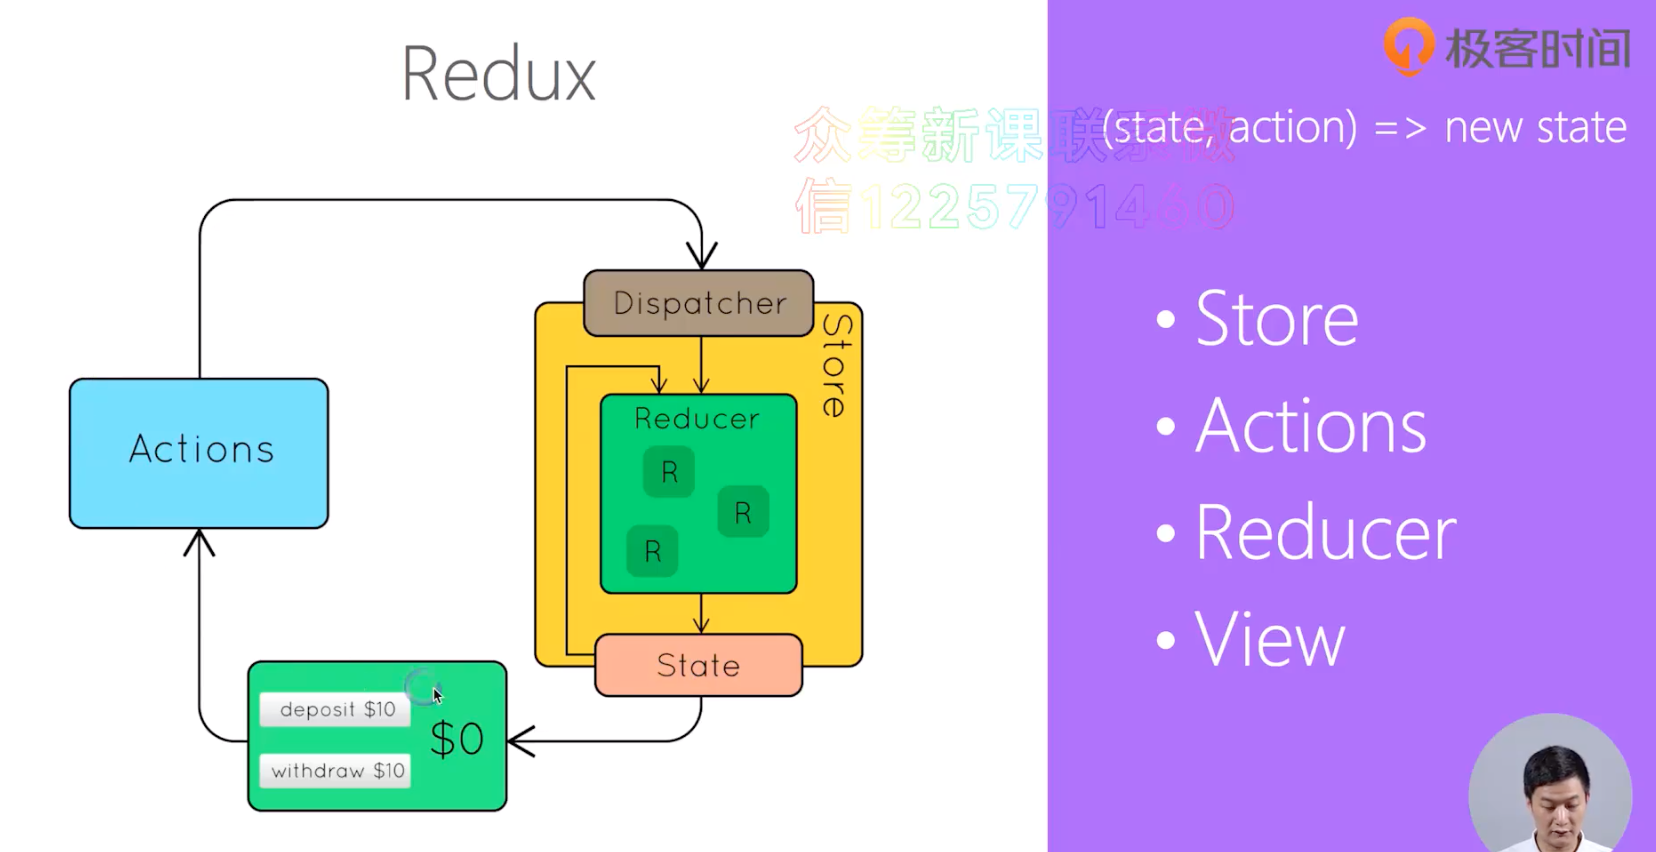 Redux
极客时间
(state, action) => new state
众筹新课联系微
信1225791460
Dispatcher
Store
Reducer
R
R
R
State
Actions
deposit $10
$0
withdraw $10
• Store
• Actions
• Reducer
• View